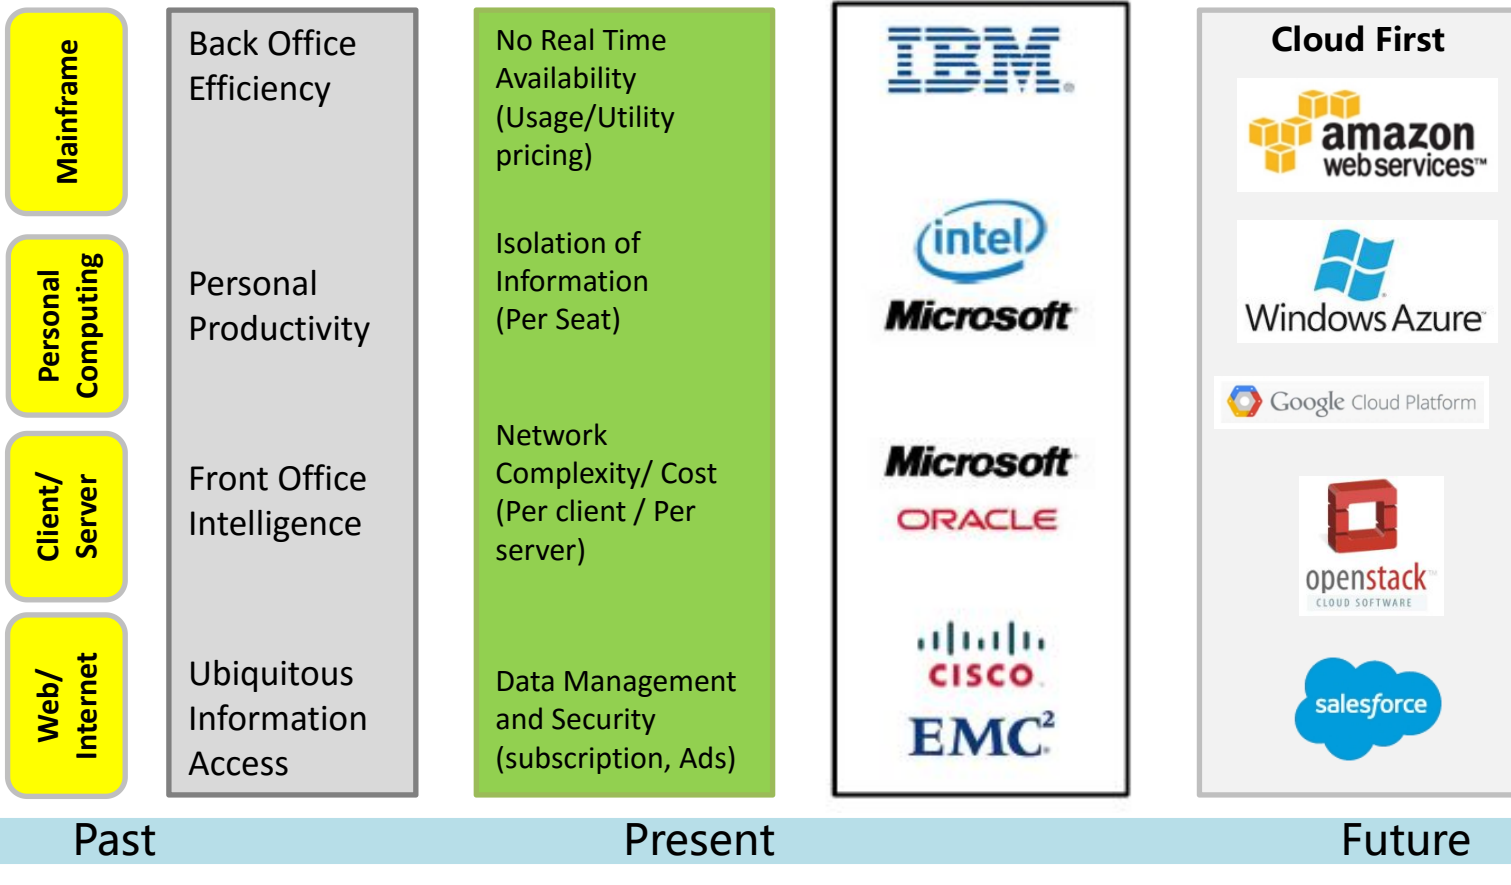 Mainframe
Back Office
Efficiency
No Real Time
Availability
(Usage/Utility
pricing)
IBM®
Cloud First
amazon
webservices™
Personal
Computing
Personal
Productivity
Isolation of
Information
(Per Seat)
intel
Microsoft
Windows Azure
Google Cloud Platform
Client/
Server
Front Office
Intelligence
Network
Complexity/ Cost
(Per client / Per
server)
Microsoft
ORACLE
openstack™
CLOUD SOFTWARE
Web/
Internet
Ubiquitous
Information
Access
Data Management
and Security
(subscription, Ads)
CISCO
EMC²
salesforce
Past
Present
Future